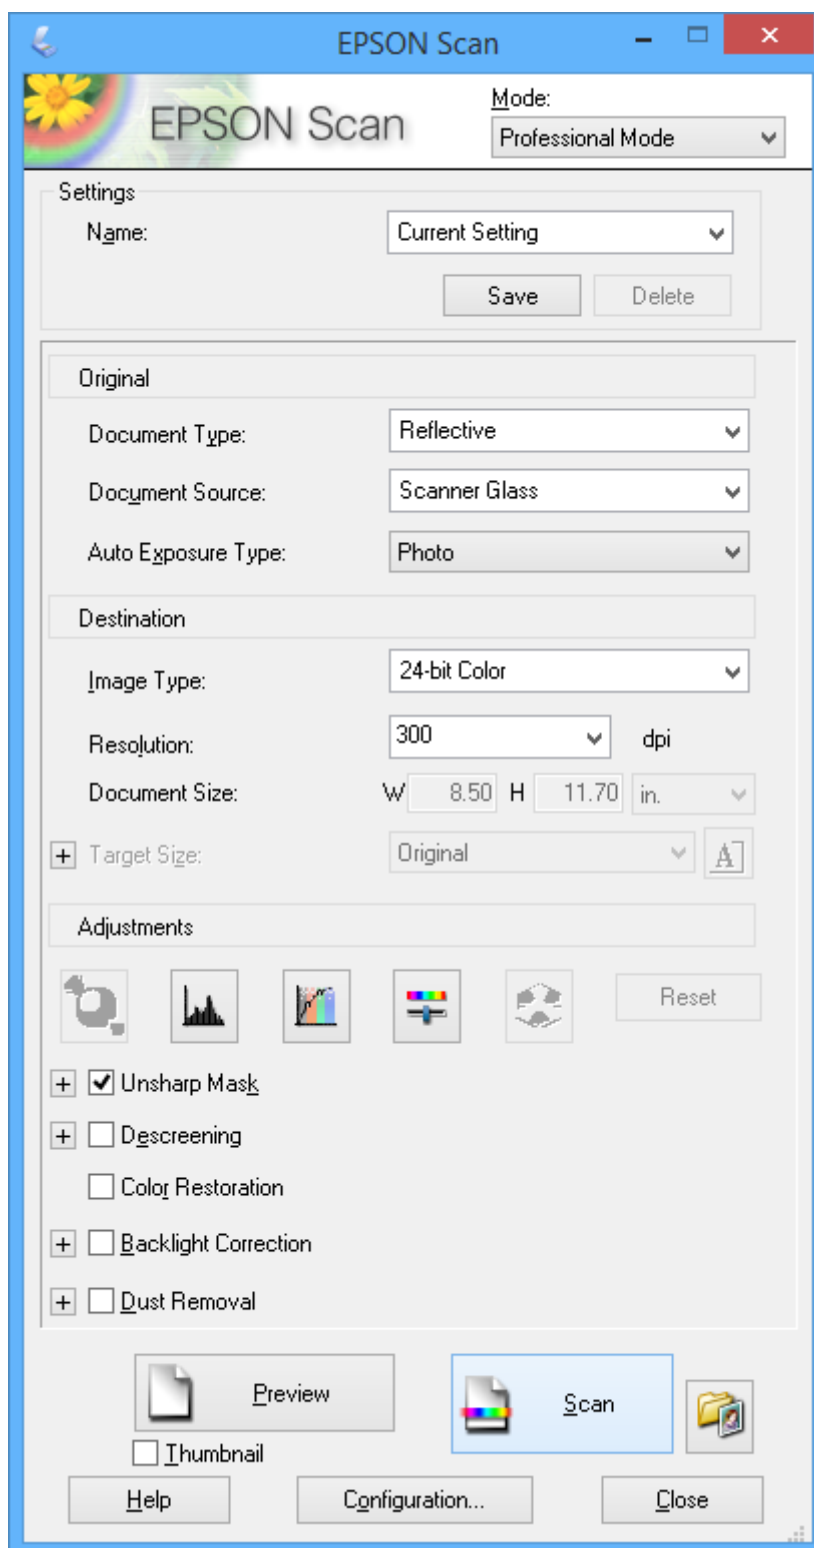 EPSON Scan
EPSON Scan
Mode:
Professional Mode
Settings
Name: Current Setting
Save Delete
Original
Document Type: Reflective
Document Source: Scanner Glass
Auto Exposure Type: Photo
Destination
Image Type: 24-bit Color
Resolution: 300 dpi
Document Size: W 8.50 H 11.70 in.
+ Target Size: Original A
Adjustments
Reset
+ Unsharp Mask
+ Descreening
Color Restoration
+ Backlight Correction
+ Dust Removal
Preview Scan
Thumbnail
Help Configuration... Close